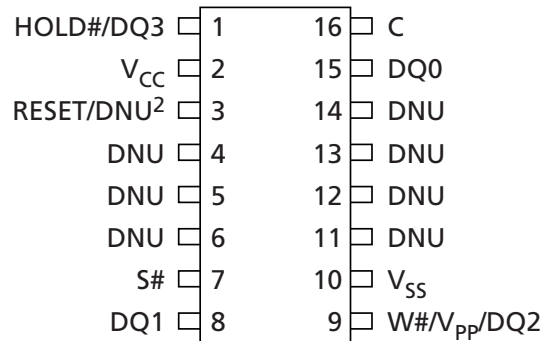 HOLD#/DQ3 1 16 C
VCC 2 15 DQ0
RESET/DNU² 3 14 DNU
DNU 4 13 DNU
DNU 5 12 DNU
DNU 6 11 DNU
S# 7 10 VSS
DQ1 8 9 W#/VPP/DQ2